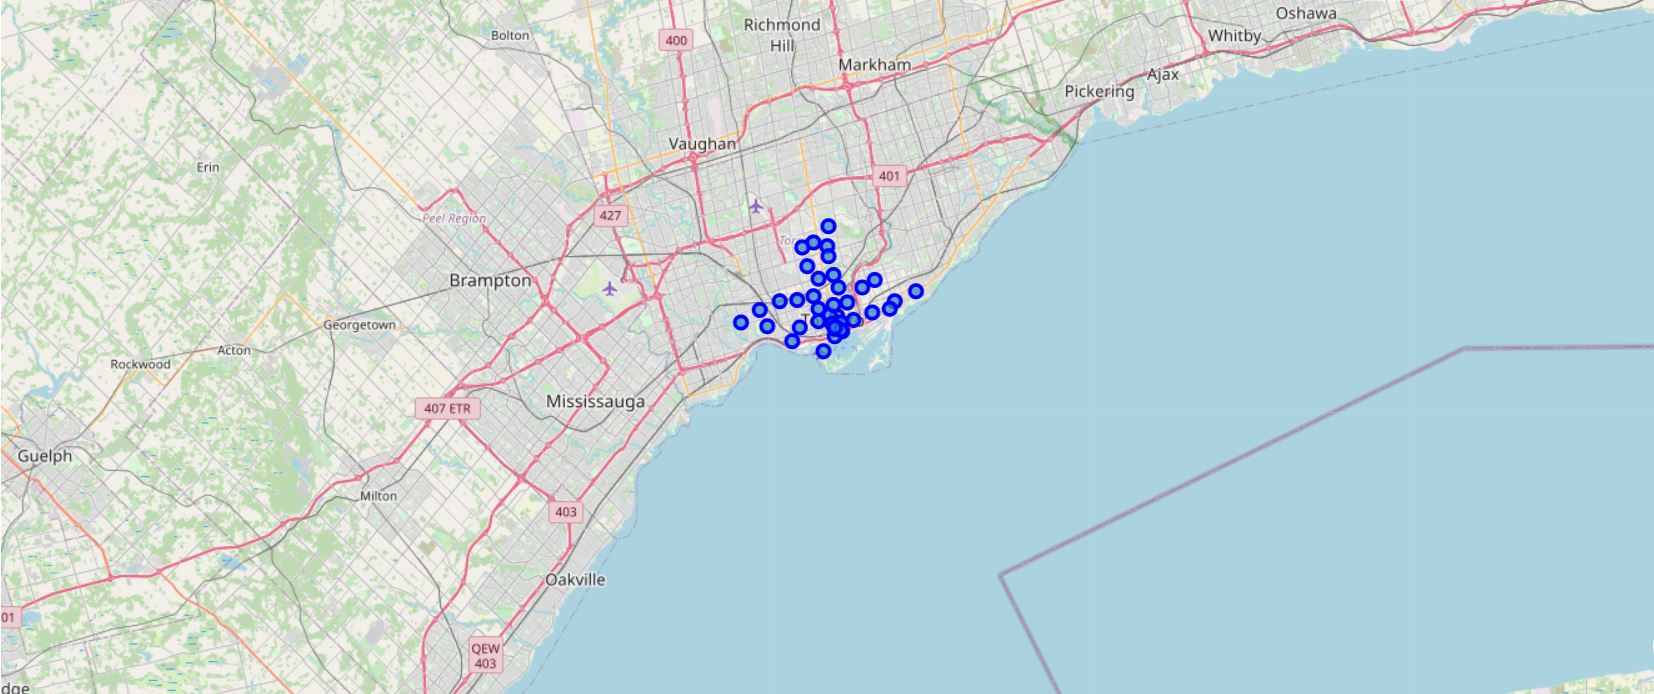 Oshawa
Richmond
Hill
Whitby
Bolton
400
Markham
Ajax
Pickering
Vaughan
Erin
401
427
Peel Region
Brampton
Georgetown
Acton
Rockwood
Mississauga
407 ETR
Guelph
Milton
403
Oakville
01
QEW
403
dge